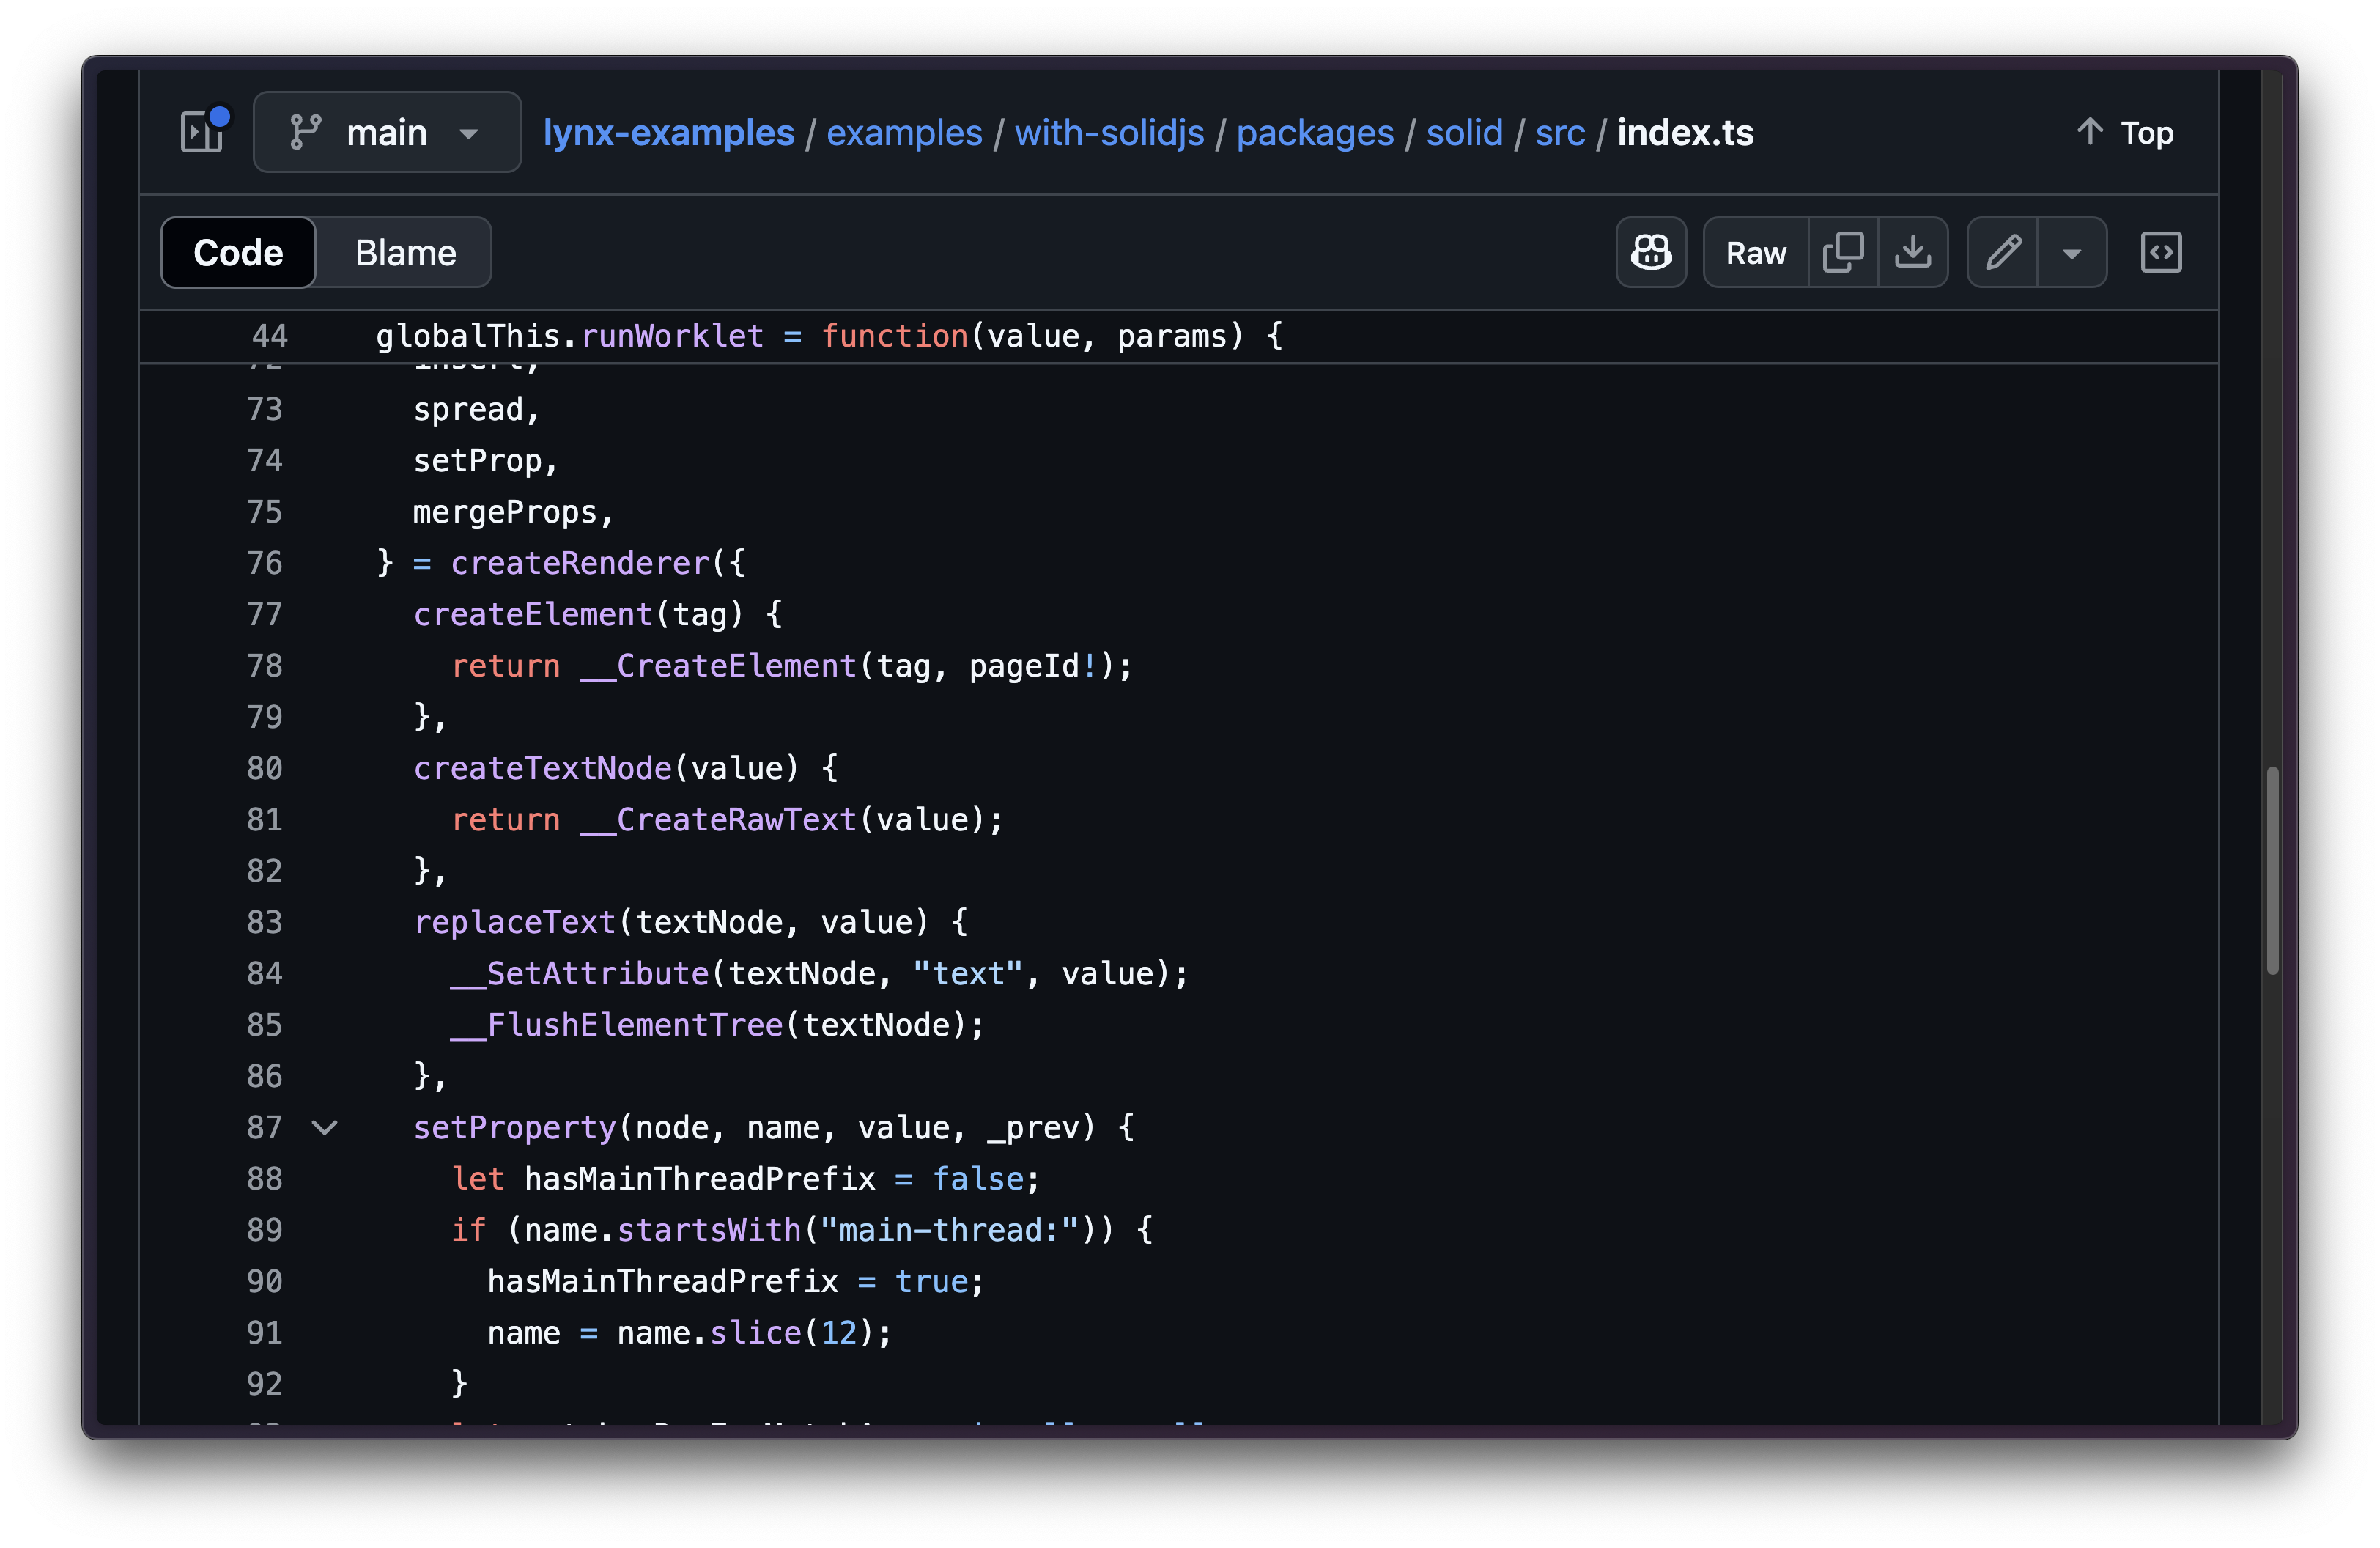 main lynx-examples / examples / with-solidjs / packages / solid / src / index.ts Top
Code Blame Raw
44 globalThis.runWorklet = function(value, params) {
72 insert,
73 spread,
74 setProp,
75 mergeProps,
76 } = createRenderer({
77 createElement(tag) {
78 return __CreateElement(tag, pageId!);
79 },
80 createTextNode(value) {
81 return __CreateRawText(value);
82 },
83 replaceText(textNode, value) {
84 __SetAttribute(textNode, "text", value);
85 __FlushElementTree(textNode);
86 },
87 setProperty(node, name, value, _prev) {
88 let hasMainThreadPrefix = false;
89 if (name.startsWith("main-thread:")) {
90 hasMainThreadPrefix = true;
91 name = name.slice(12);
92 }